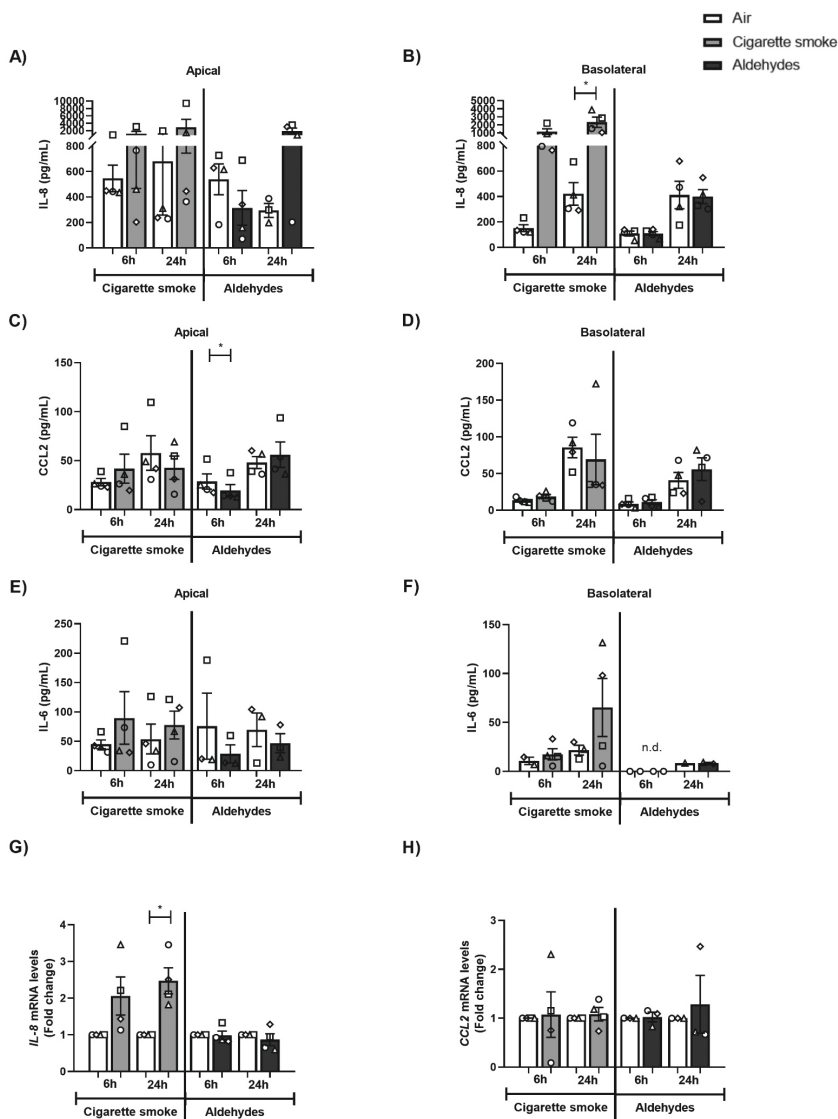 Air
Cigarette smoke
Aldehydes
A)
Apical
IL-8 (pg/mL)
10000
8000
6000
4000
2000
800
600
400
200
0
6h 24h 6h 24h
Cigarette smoke Aldehydes
B)
Basolateral
*
IL-8 (pg/mL)
5000
4000
3000
2000
1000
800
600
400
200
0
6h 24h 6h 24h
Cigarette smoke Aldehydes
C)
Apical
*
CCL2 (pg/mL)
150
100
50
0
6h 24h 6h 24h
Cigarette smoke Aldehydes
D)
Basolateral
CCL2 (pg/mL)
200
150
100
50
0
6h 24h 6h 24h
Cigarette smoke Aldehydes
E)
Apical
IL-6 (pg/mL)
250
200
150
100
50
0
6h 24h 6h 24h
Cigarette smoke Aldehydes
F)
Basolateral
IL-6 (pg/mL)
150
100
50
0
n.d.
6h 24h 6h 24h
Cigarette smoke Aldehydes
G)
*
IL-8 mRNA levels
(Fold change)
4
3
2
1
0
6h 24h 6h 24h
Cigarette smoke Aldehydes
H)
CCL2 mRNA levels
(Fold change)
3
2
1
0
6h 24h 6h 24h
Cigarette smoke Aldehydes